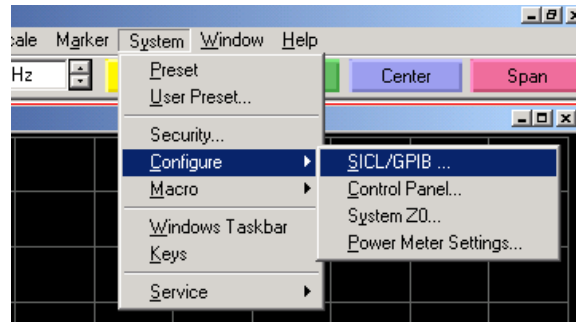 Marker System Window Help
Hz Center Span
Preset
User Preset...
Security...
Configure
SICL/GPIB ...
Macro
Control Panel...
System Z0...
Windows Taskbar
Power Meter Settings...
Keys
Service